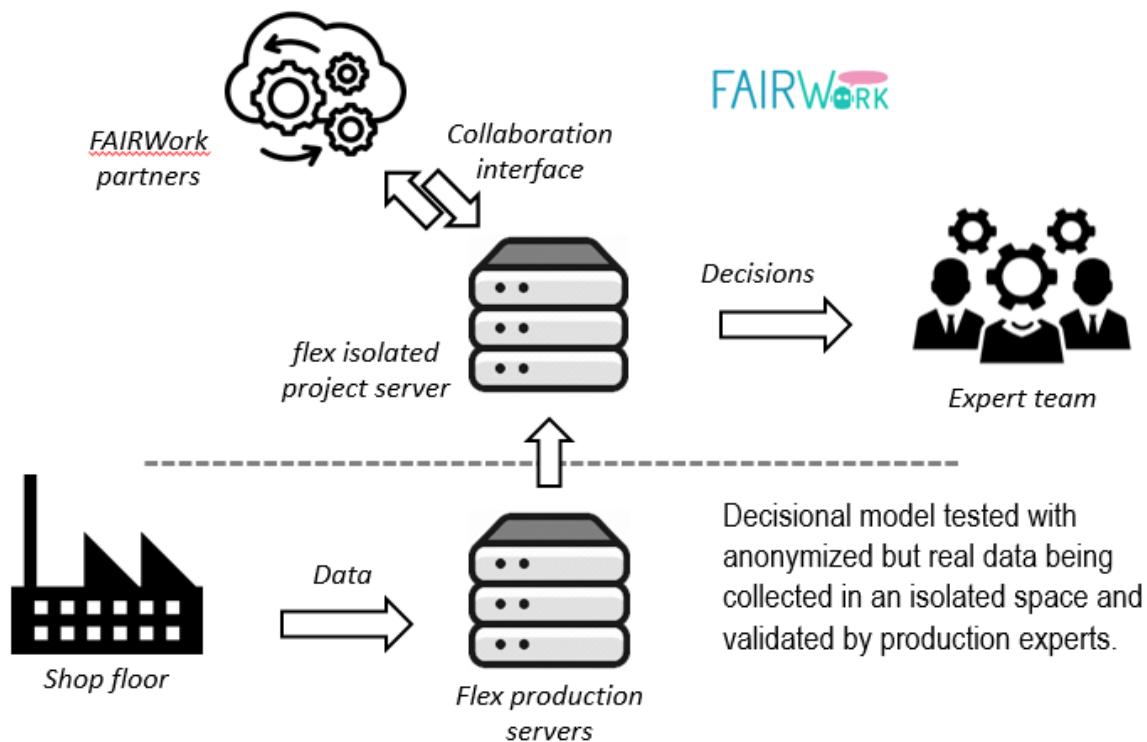 FAIRWork
FAIRWork
partners
Collaboration
interface
Decisions
flex isolated
project server
Expert team
Data
Shop floor
Flex production
servers
Decisional model tested with
anonymized but real data being
collected in an isolated space and
validated by production experts.